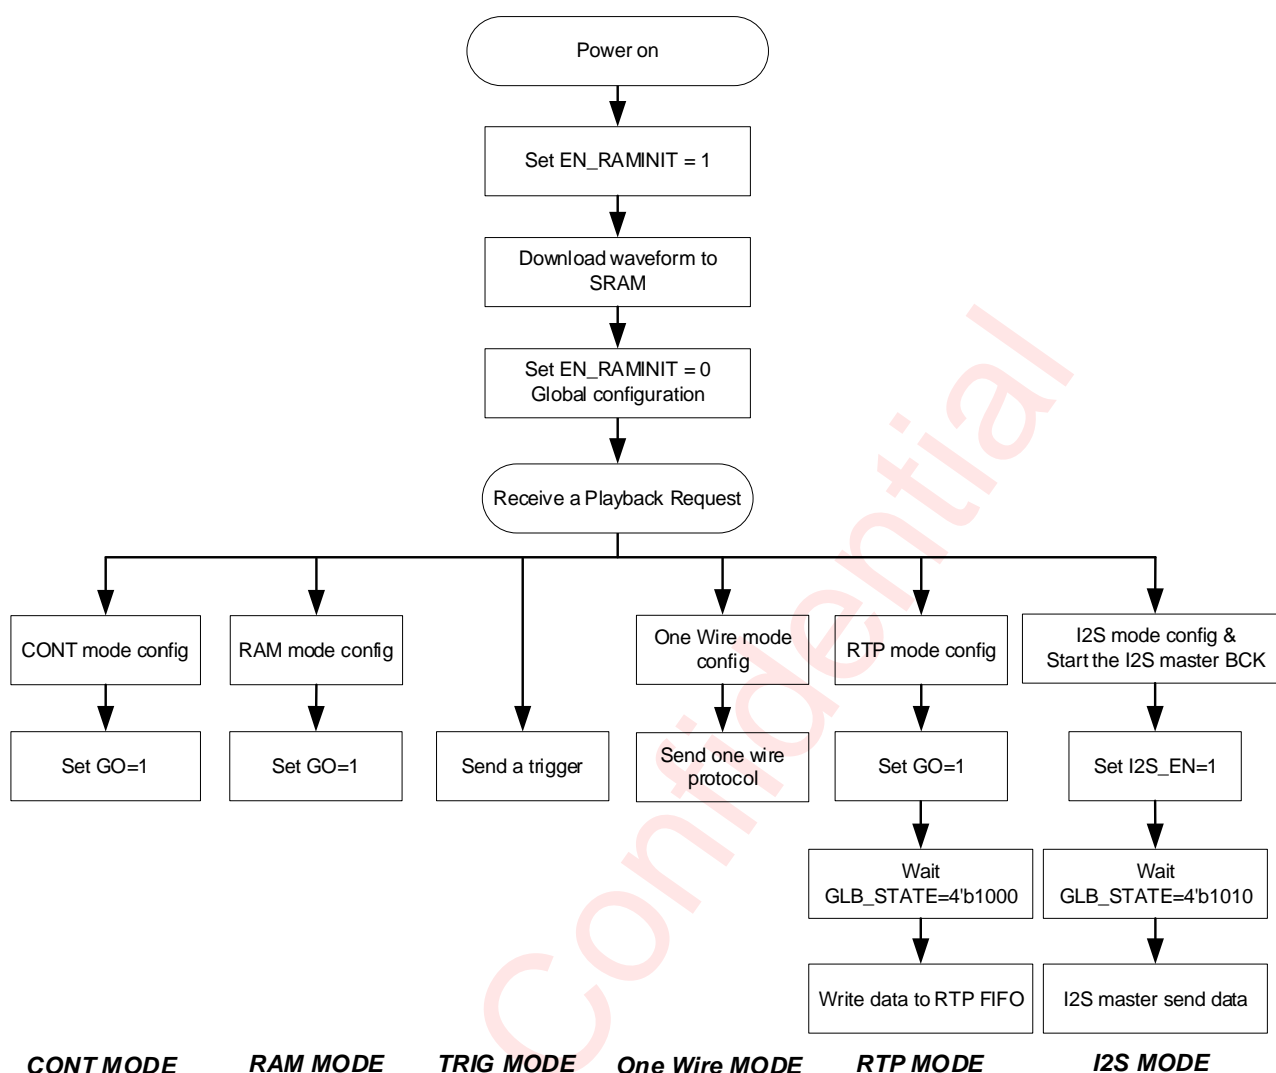 Power on
Set EN_RAMINIT = 1
Download waveform to
SRAM
Set EN_RAMINIT = 0
Global configuration
Receive a Playback Request
CONT mode config
RAM mode config
One Wire mode
config
RTP mode config
I2S mode config &
Start the I2S master BCK
Set GO=1
Set GO=1
Send a trigger
Send one wire
protocol
Set GO=1
Set I2S_EN=1
Wait
GLB_STATE=4'b1000
Wait
GLB_STATE=4'b1010
Write data to RTP FIFO
I2S master send data
CONT MODE
RAM MODE
TRIG MODE
One Wire MODE
RTP MODE
I2S MODE
Confidential